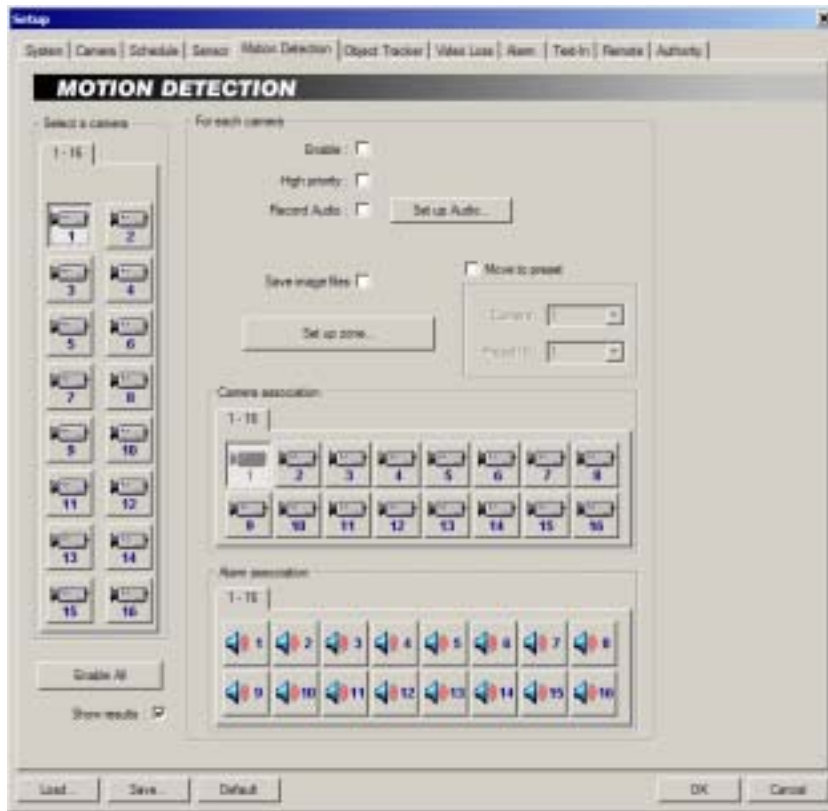 Setup
System | Camera | Schedule | Sensor | Motion Detection | Object Tracker | Video Loss | Alarm | Text-In | Remote | Authority
MOTION DETECTION
Select a camera
1 - 16
1 2
3 4
5 6
7 8
9 10
11 12
13 14
15 16
Enable All
Show results :
For each camera
Enable :
High priority :
Record Audio :
Set up Audio...
Save image files
Set up zone...
Move to preset
Camera : 1
Preset 1
Camera association
1 - 16
1 2 3 4 5 6 7 8
9 10 11 12 13 14 15 16
Alarm association
1 - 16
1 2 3 4 5 6 7 8
9 10 11 12 13 14 15 16
Load... Save... Default OK Cancel